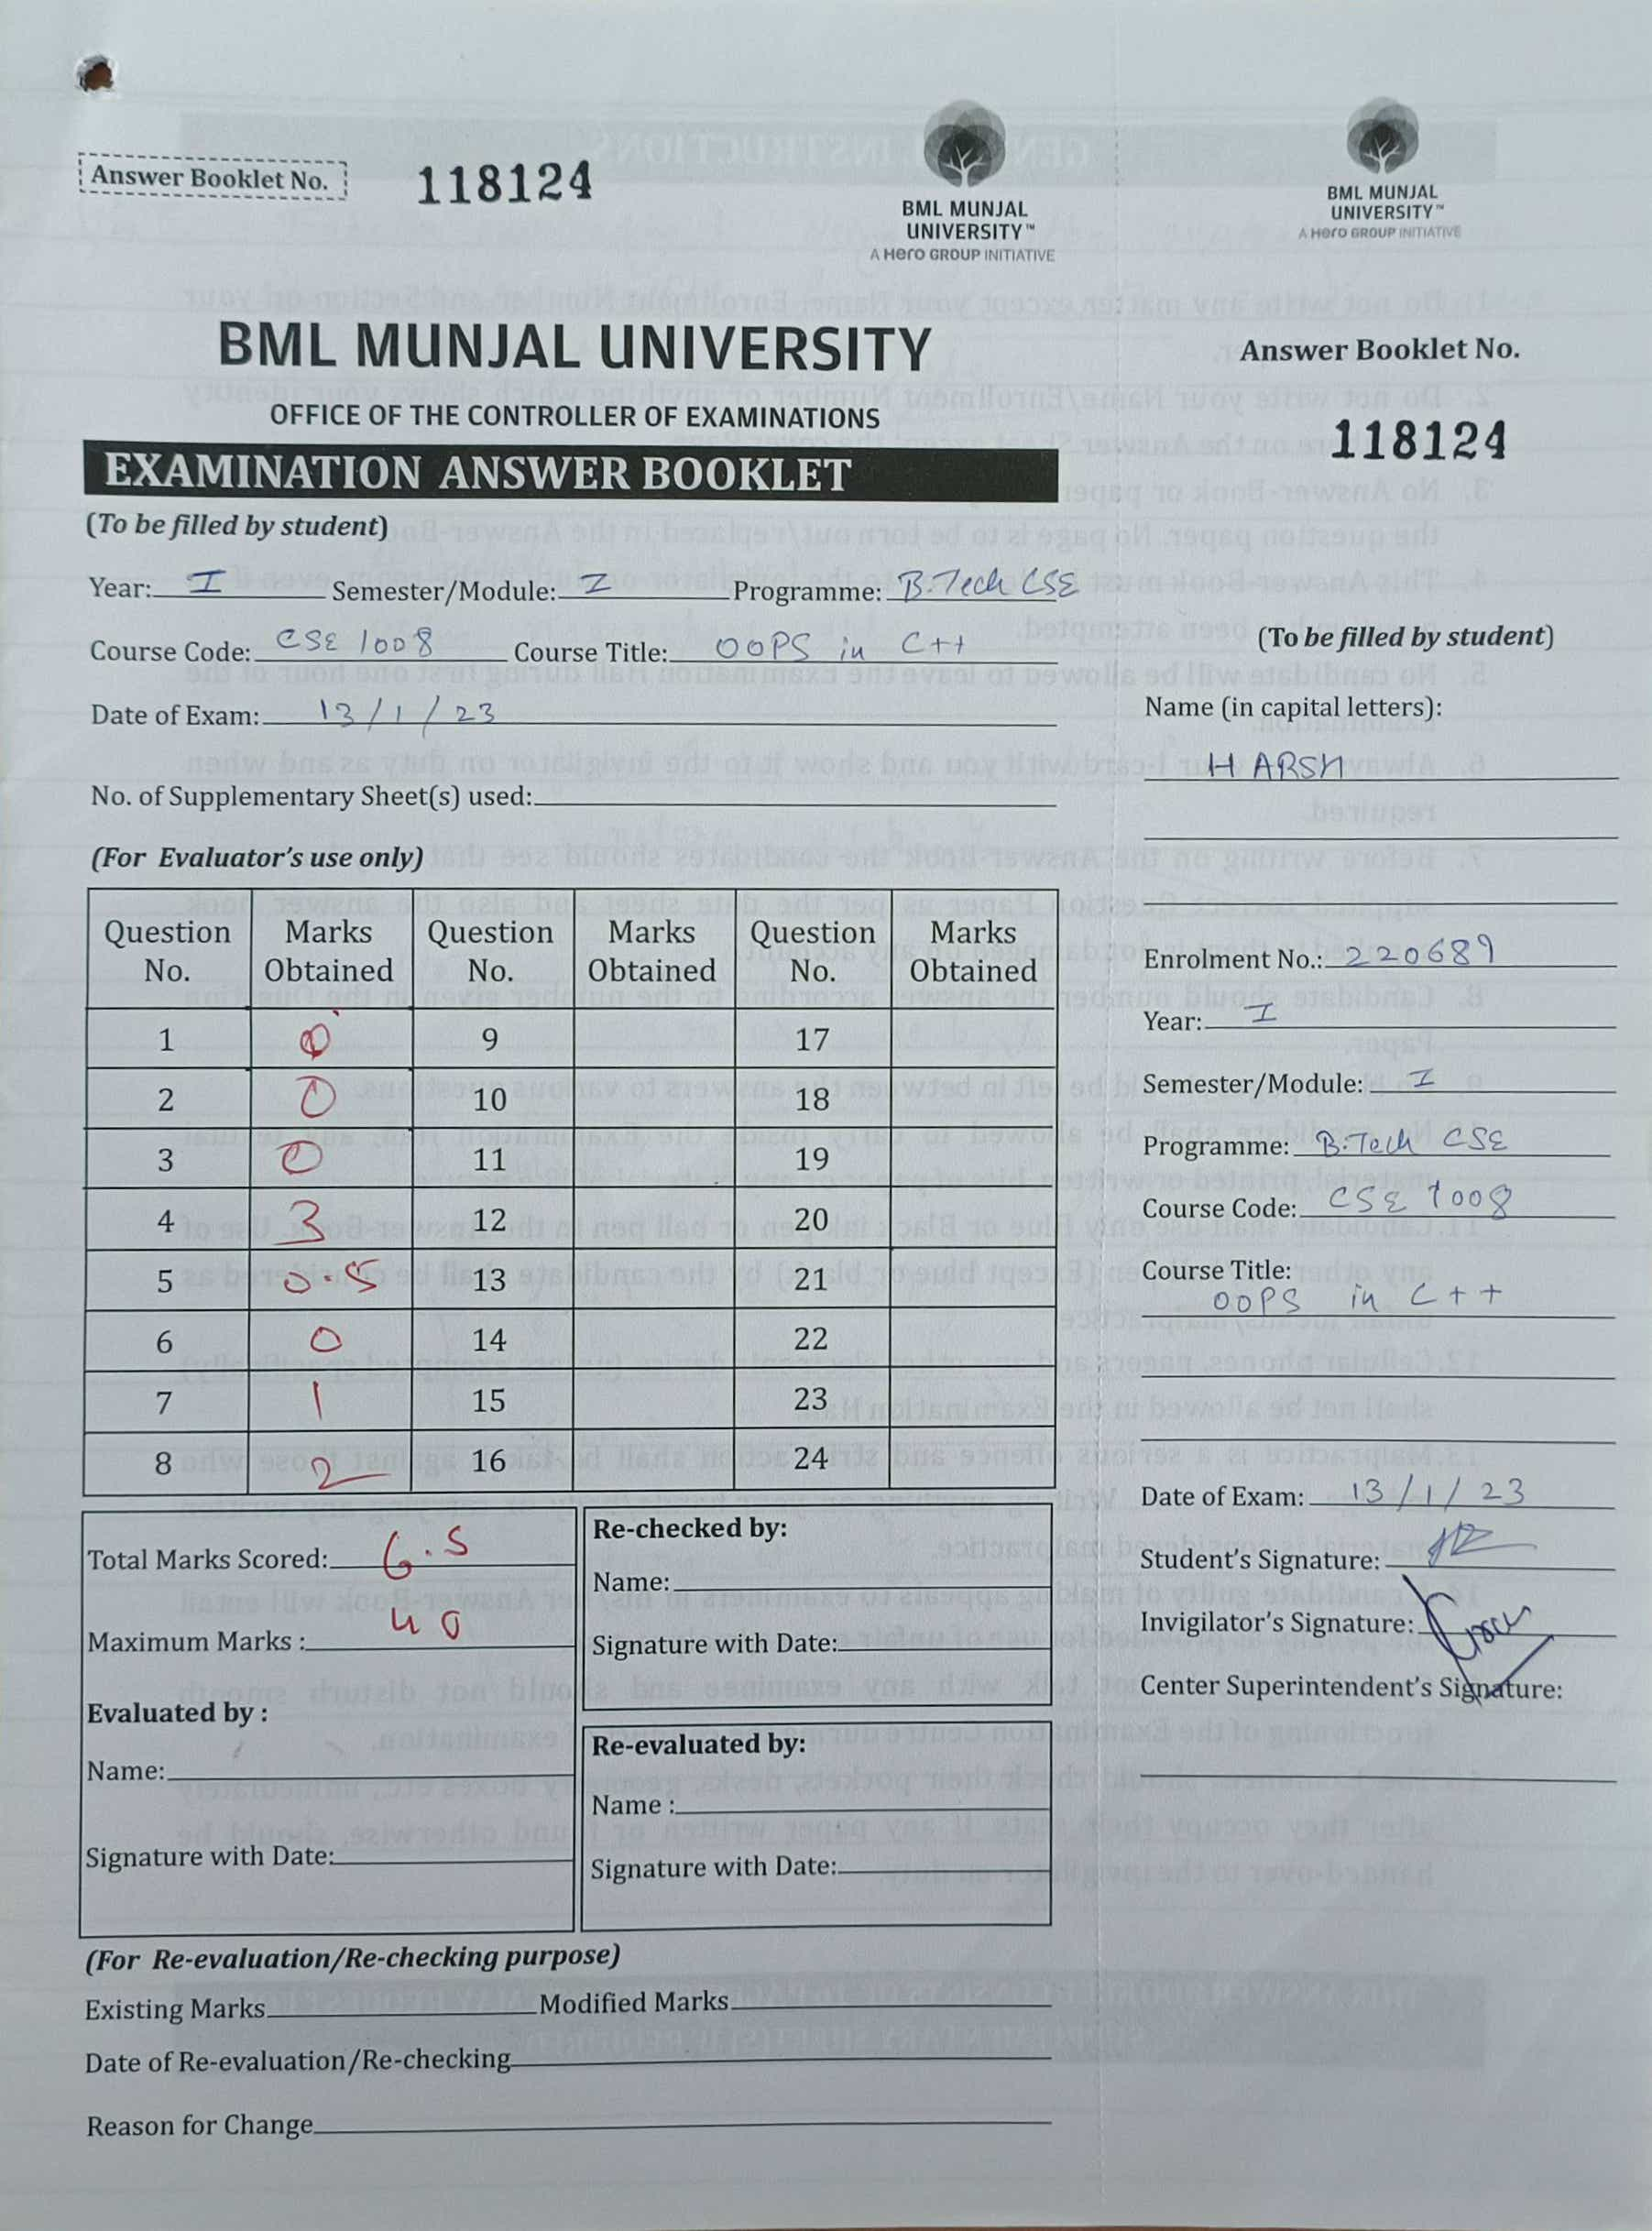 Answer Booklet No. 118124
BML MUNJAL
UNIVERSITY™
A Hero GROUP INITIATIVE
BML MUNJAL UNIVERSITY
OFFICE OF THE CONTROLLER OF EXAMINATIONS
EXAMINATION ANSWER BOOKLET
(To be filled by student)
Year: I Semester/Module: I Programme: B.Tech CSE
Course Code: CSE 1008 Course Title: OOPS in C++
Date of Exam: 13/1/23
No. of Supplementary Sheet(s) used:
(For Evaluator's use only)
Question No. Marks Obtained Question No. Marks Obtained Question No. Marks Obtained
1 9 17
2 0 10 18
3 0 11 19
4 3 12 20
5 0.5 13 21
6 0 14 22
7 1 15 23
8 2 16 24
Total Marks Scored: 6.5
Maximum Marks : 40
Evaluated by :
Name:
Signature with Date:
Re-checked by:
Name:
Signature with Date:
Re-evaluated by:
Name :
Signature with Date:
(For Re-evaluation/Re-checking purpose)
Existing Marks Modified Marks
Date of Re-evaluation/Re-checking
Reason for Change
BML MUNJAL
UNIVERSITY™
A Hero GROUP INITIATIVE
Answer Booklet No.
118124
(To be filled by student)
Name (in capital letters):
HARSH
Enrolment No.: 220689
Year: I
Semester/Module: I
Programme: B.Tech CSE
Course Code: CSE 1008
Course Title:
OOPS in C++
Date of Exam: 13/1/23
Student's Signature:
Invigilator's Signature:
Center Superintendent's Signature: